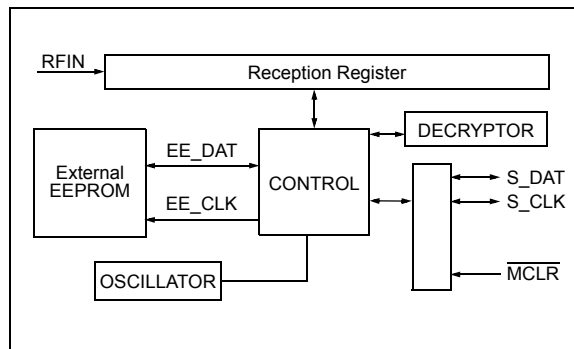 RFIN
Reception Register
DECRYPTOR
External
EEPROM
EE_DAT
EE_CLK
CONTROL
S_DAT
S_CLK
MCLR
OSCILLATOR